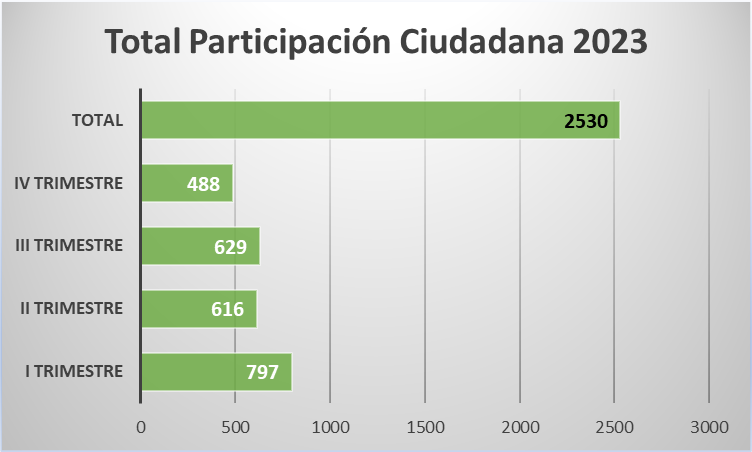 Total Participación Ciudadana 2023
TOTAL
2530
IV TRIMESTRE
488
III TRIMESTRE
629
II TRIMESTRE
616
I TRIMESTRE
797
0 500 1000 1500 2000 2500 3000